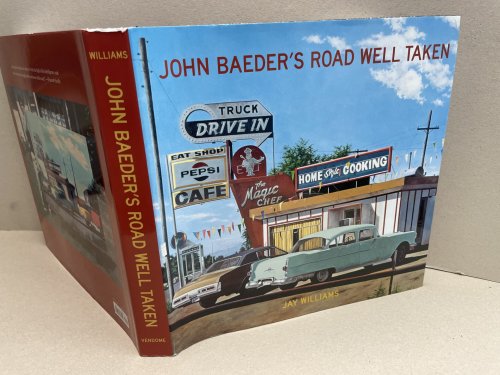 WILLIAMS
JOHN BAEDER'S ROAD WELL TAKEN
VENDOME
JOHN BAEDER'S ROAD WELL TAKEN
TRUCK
DRIVE IN
EAT SHOP
PEPSI
CAFE
The
Magic
Chef
HOME Style COOKING
JAY WILLIAMS